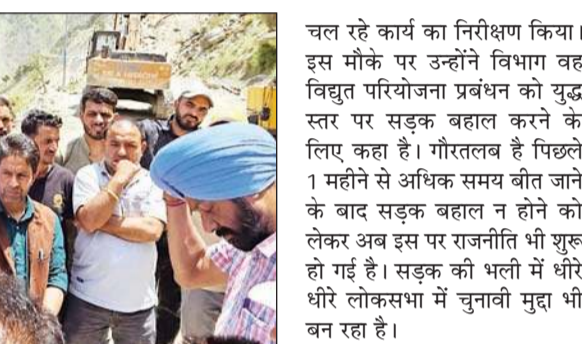 चल रहे कार्य का निरीक्षण किया।
इस मौके पर उन्होंने विभाग वह
विद्युत परियोजना प्रबंधन को युद्ध
स्तर पर सड़क बहाल करने के
लिए कहा है। गौरतलब है पिछले
1 महीने से अधिक समय बीत जाने
के बाद सड़क बहाल न होने को
लेकर अब इस पर राजनीति भी शुरू
हो गई है। सड़क की भली में धीरे
धीरे लोकसभा में चुनावी मुद्दा भी
बन रहा है।